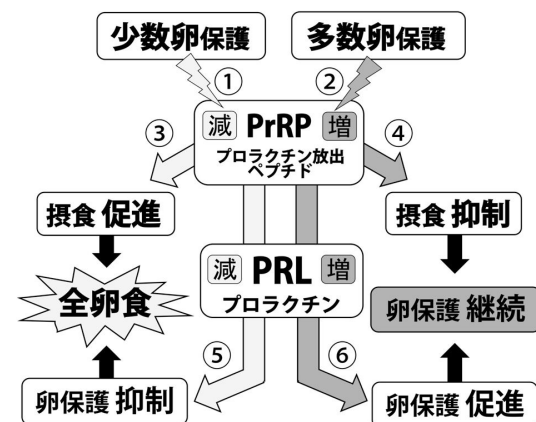 少数卵保護
多数卵保護
①
②
③
減 PrRP 増
④
プロラクチン放出
ペプチド
摂食 促進
摂食 抑制
減 PRL 増
プロラクチン
全卵食
卵保護 継続
⑤
⑥
卵保護 抑制
卵保護 促進